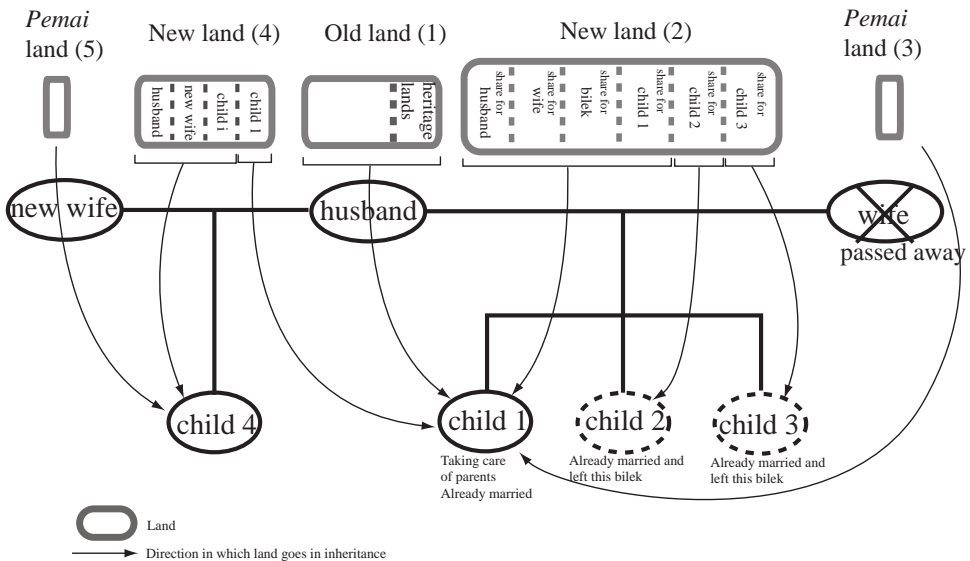 Pemai
land (5)
New land (4)
Old land (1)
New land (2)
Pemai
land (3)
husband
new wife
child i
child 1
heritage
lands
share for
husband
share for
wife
share for
bilek
share for
child 1
share for
child 2
share for
child 3
new wife
husband
wife
passed away
child 4
child 1
child 2
child 3
Taking care
of parents
Already married
Already married and
left this bilek
Already married and
left this bilek
Land
Direction in which land goes in inheritance